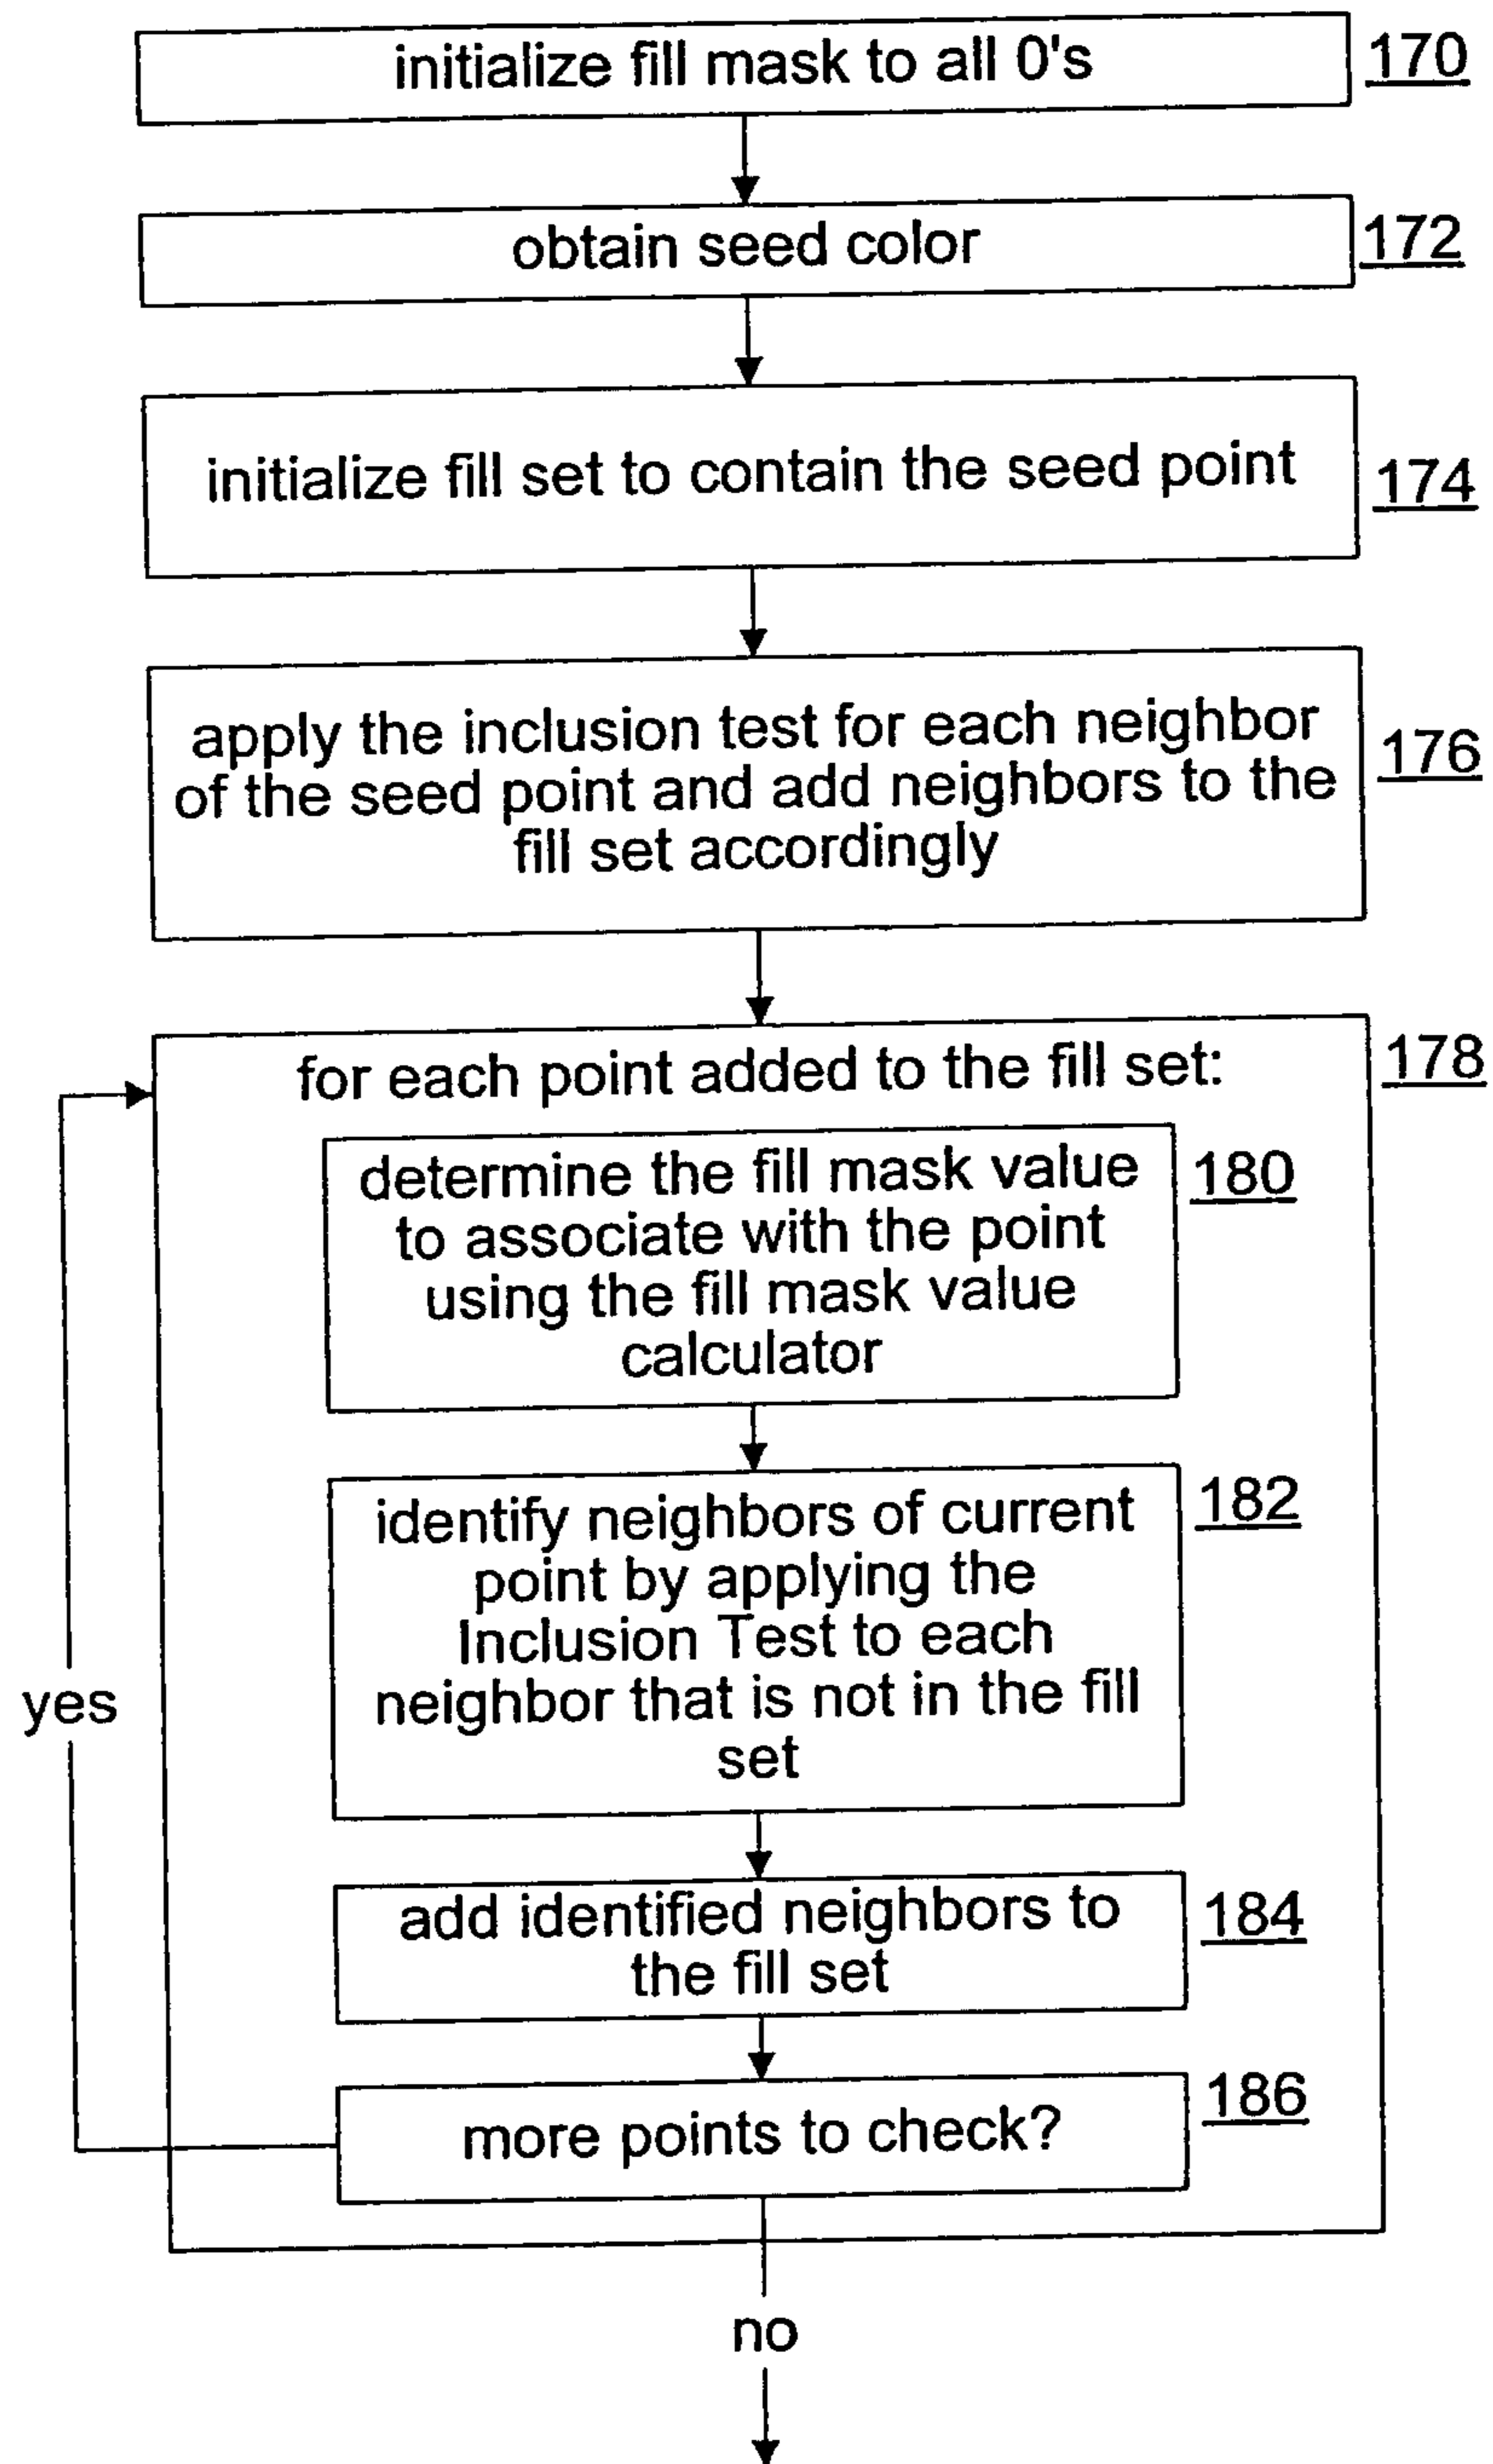 initialize fill mask to all 0's
170
obtain seed color
172
initialize fill set to contain the seed point
174
apply the inclusion test for each neighbor
of the seed point and add neighbors to the
fill set accordingly
176
for each point added to the fill set:
178
determine the fill mask value
to associate with the point
using the fill mask value
calculator
180
identify neighbors of current
point by applying the
Inclusion Test to each
neighbor that is not in the fill
set
182
yes
add identified neighbors to
the fill set
184
more points to check?
186
no